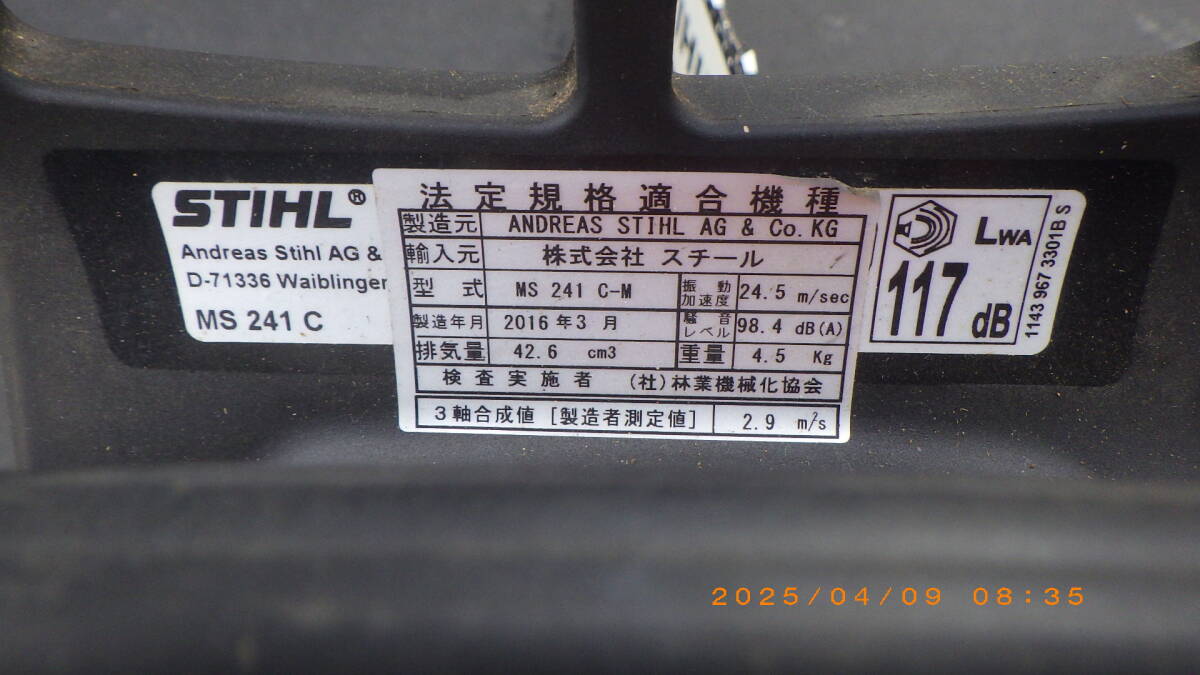 STIHL®
Andreas Stihl AG &
D-71336 Waiblingen
MS 241 C
法定規格適合機種
製造元 ANDREAS STIHL AG & Co. KG
輸入元 株式会社 スチール
型式 MS 241 C-M 振動加速度 24.5 m/sec
製造年月 2016年3月 騒音レベル 98.4 dB(A)
排気量 42.6 cm3 重量 4.5 Kg
検査実施者 (社)林業機械化協会
3軸合成値 [製造者測定値] 2.9 m²/s
LWA
117 dB
1143 967 3301B S
2025/04/09 08:35